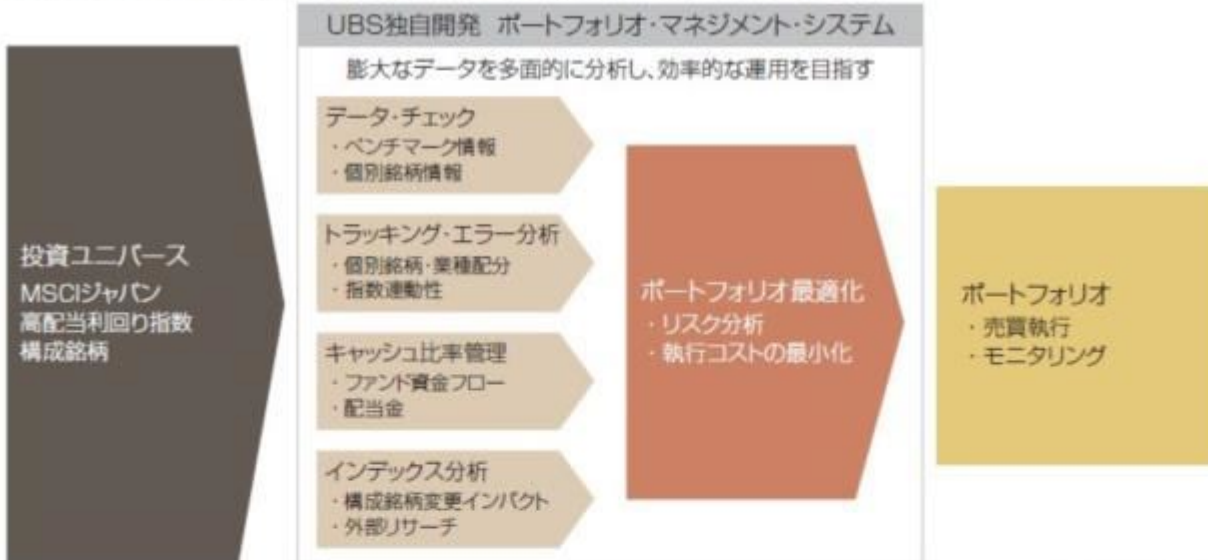 UBS独自開発 ポートフォリオ・マネジメント・システム
膨大なデータを多面的に分析し、効率的な運用を目指す
投資ユニバース
MSCIジャパン
高配当利回り指数
構成銘柄
データ・チェック
・ベンチマーク情報
・個別銘柄情報
トラッキング・エラー分析
・個別銘柄・業種配分
・指数連動性
キャッシュ比率管理
・ファンド資金フロー
・配当金
インデックス分析
・構成銘柄変更インパクト
・外部リサーチ
ポートフォリオ最適化
・リスク分析
・執行コストの最小化
ポートフォリオ
・売買執行
・モニタリング